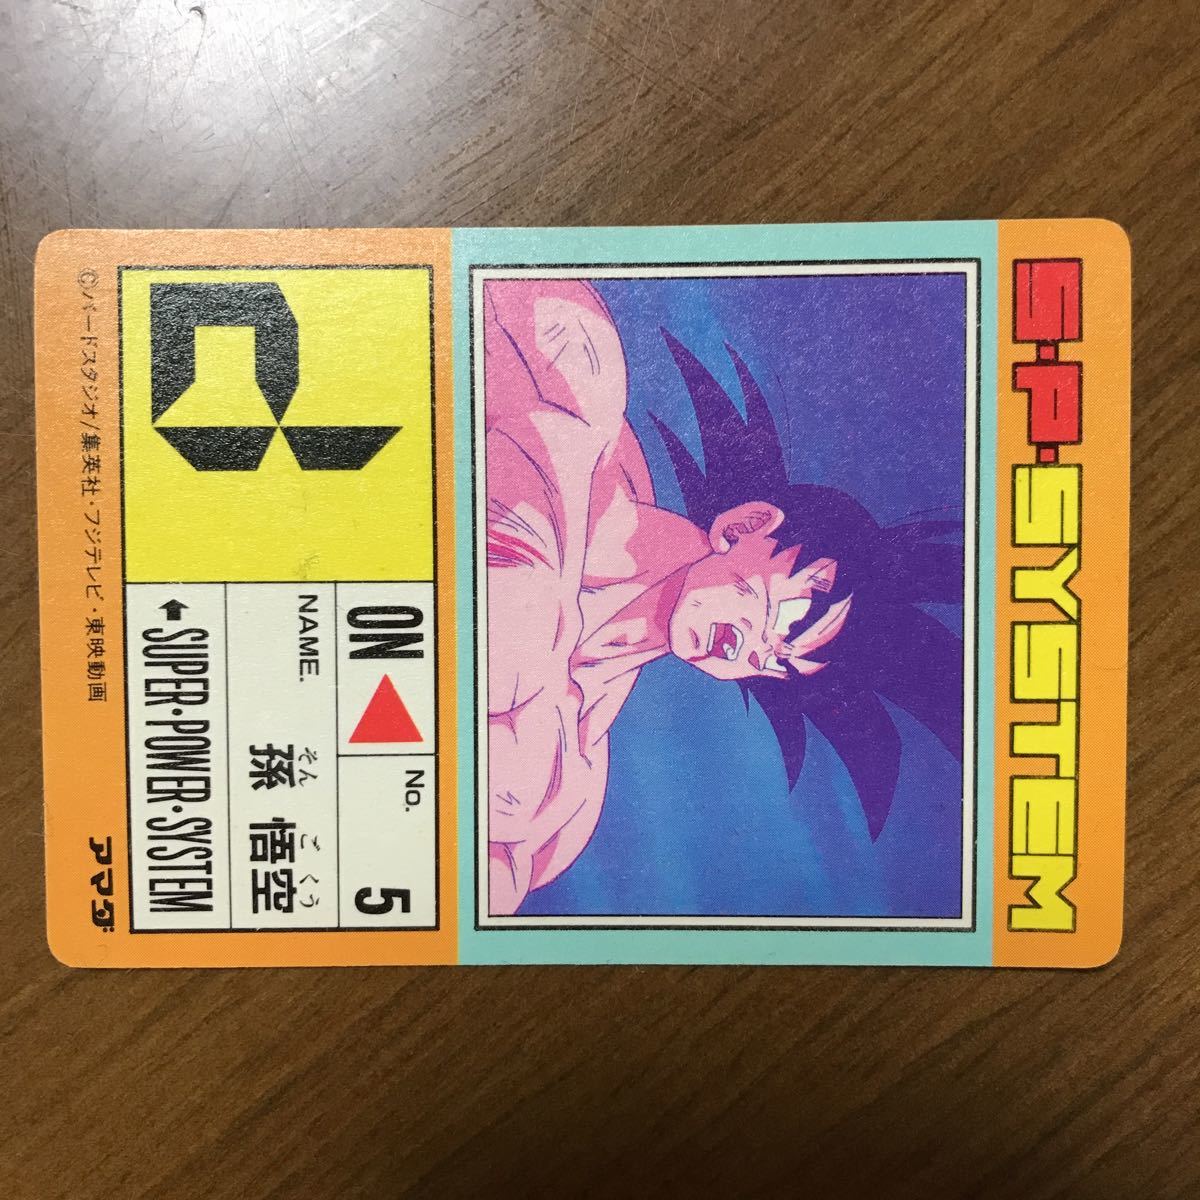 S·P·SYSTEM
ON
No.
5
NAME.
そん ご くう
孫 悟空
SUPER·POWER·SYSTEM
©バードスタジオ/集英社·フジテレビ·東映動画
アマダ